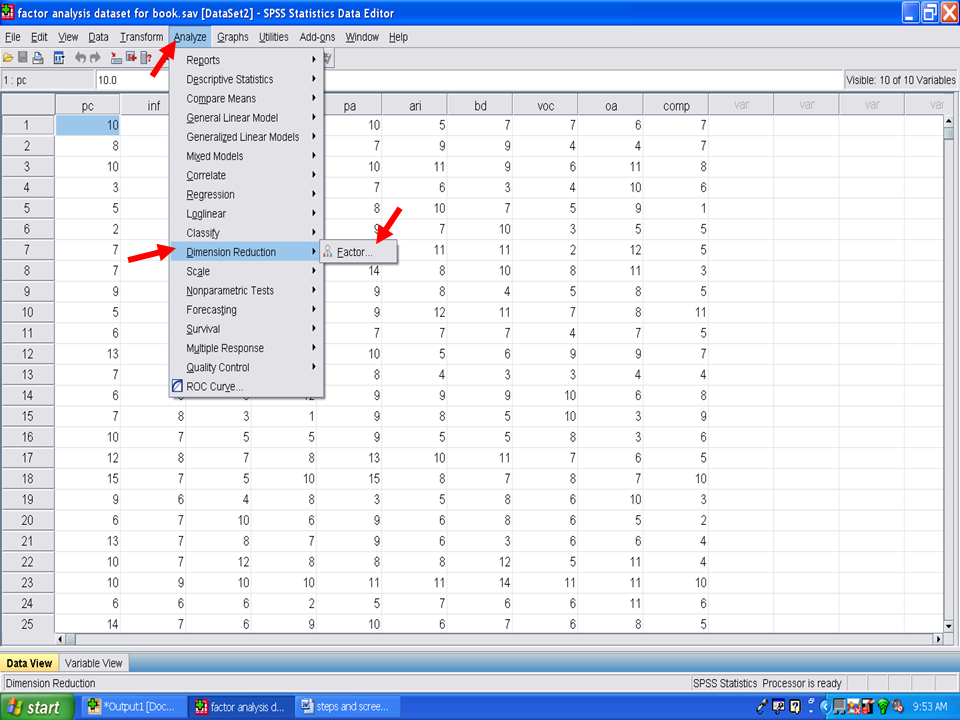 factor analysis dataset for book.sav [DataSet2] - SPSS Statistics Data Editor
File Edit View Data Transform Analyze Graphs Utilities Add-ons Window Help
1 : pc 10.0 Visible: 10 of 10 Variables
Reports
Descriptive Statistics
Compare Means
General Linear Model
Generalized Linear Models
Mixed Models
Correlate
Regression
Loglinear
Classify
Dimension Reduction
Factor...
Scale
Nonparametric Tests
Forecasting
Survival
Multiple Response
Quality Control
ROC Curve...
pc inf pa ari bd voc oa comp var var var var
1 10 10 5 7 7 6 7
2 8 7 9 9 4 4 7
3 10 10 11 9 6 11 8
4 3 7 6 3 4 10 6
5 5 8 10 7 5 9 1
6 2 7 10 3 5 5
7 7 11 11 2 12 5
8 7 14 8 10 8 11 3
9 9 9 8 4 5 8 5
10 5 9 12 11 7 8 11
11 6 7 7 7 4 7 5
12 13 10 5 6 9 9 7
13 7 8 4 3 3 4 4
14 6 9 9 9 10 6 8
15 7 8 3 1 9 8 5 10 3 9
16 10 7 5 5 9 5 5 8 3 6
17 12 8 7 8 13 10 11 7 6 5
18 15 7 5 10 15 8 7 8 7 10
19 9 6 4 8 3 5 8 6 10 3
20 6 7 10 6 9 6 8 6 5 2
21 13 7 8 7 9 6 3 6 6 4
22 10 7 12 8 8 8 12 5 11 4
23 10 9 10 10 11 11 14 11 11 10
24 6 6 6 2 5 7 6 6 11 6
25 14 7 6 9 10 6 7 6 8 5
Data View Variable View
Dimension Reduction SPSS Statistics Processor is ready
start *Output1 [Doc... factor analysis d... steps and scree... 9:53 AM